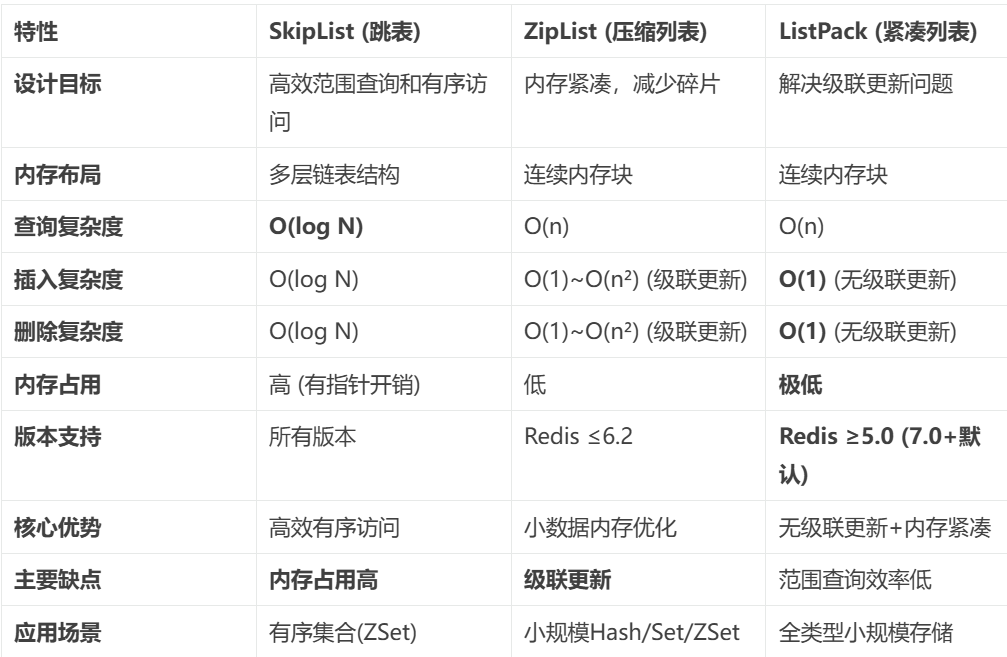 特性 SkipList (跳表) ZipList (压缩列表) ListPack (紧凑列表)
设计目标 高效范围查询和有序访 内存紧凑，减少碎片 解决级联更新问题
问
内存布局 多层链表结构 连续内存块 连续内存块
查询复杂度 O(log N) O(n) O(n)
插入复杂度 O(log N) O(1)~O(n²) (级联更新) O(1) (无级联更新)
删除复杂度 O(log N) O(1)~O(n²) (级联更新) O(1) (无级联更新)
内存占用 高 (有指针开销) 低 极低
版本支持 所有版本 Redis ≤6.2 Redis ≥5.0 (7.0+默
认)
核心优势 高效有序访问 小数据内存优化 无级联更新+内存紧凑
主要缺点 内存占用高 级联更新 范围查询效率低
应用场景 有序集合(ZSet) 小规模Hash/Set/ZSet 全类型小规模存储